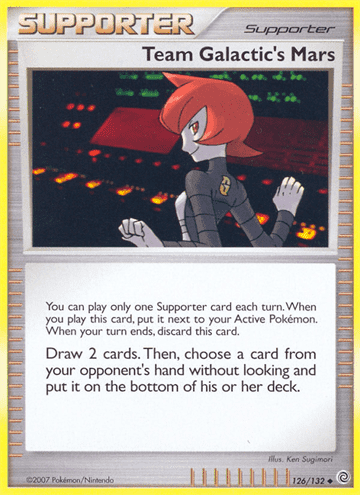 SUPPORTER Supporter
Team Galactic's Mars
You can play only one Supporter card each turn. When
you play this card, put it next to your Active Pokémon.
When your turn ends, discard this card.
Draw 2 cards. Then, choose a card from
your opponent's hand without looking and
put it on the bottom of his or her deck.
Illus. Ken Sugimori
©2007 Pokémon/Nintendo 126/132